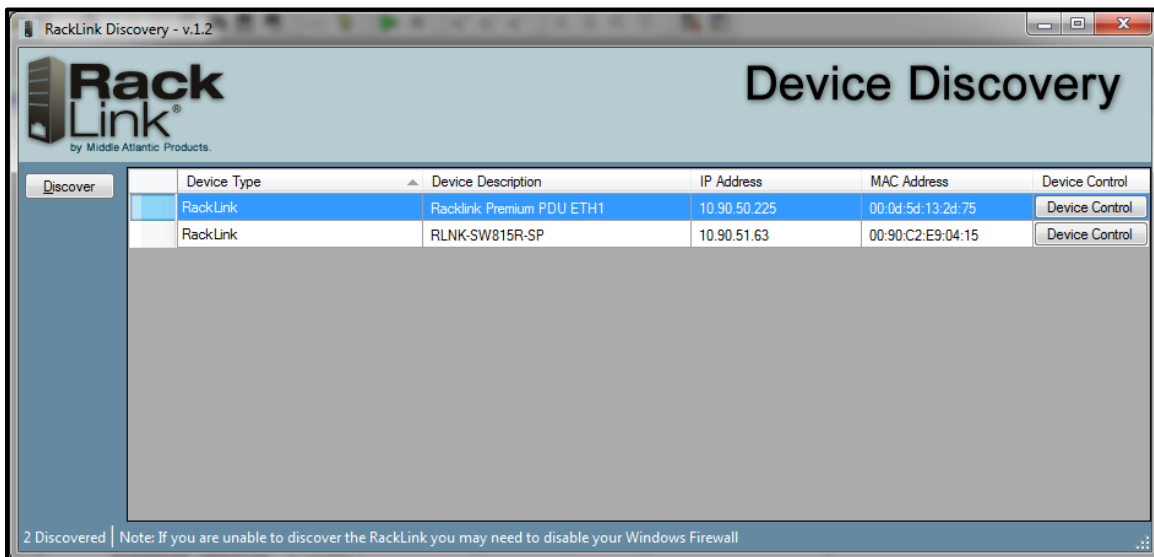 RackLink Discovery - v.1.2
Rack
Link®
by Middle Atlantic Products.
Device Discovery
Discover
Device Type Device Description IP Address MAC Address Device Control
RackLink Racklink Premium PDU ETH1 10.90.50.225 00:0d:5d:13:2d:75 Device Control
RackLink RLNK-SW815R-SP 10.90.51.63 00:90:C2:E9:04:15 Device Control
2 Discovered Note: If you are unable to discover the RackLink you may need to disable your Windows Firewall